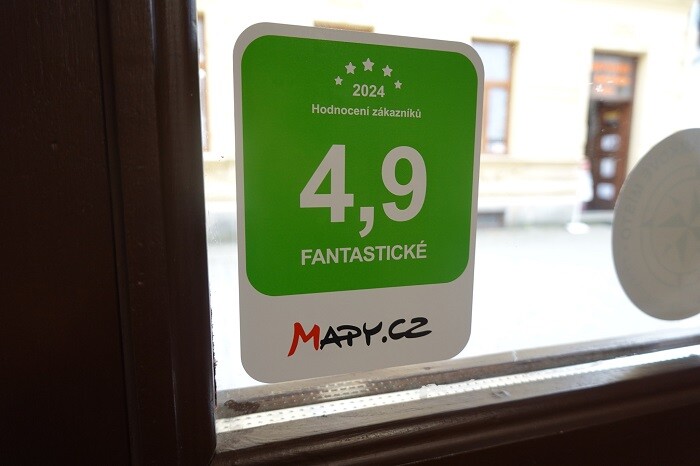 2024
Hodnocení zákazníků
4,9
FANTASTICKÉ
MAPY.CZ